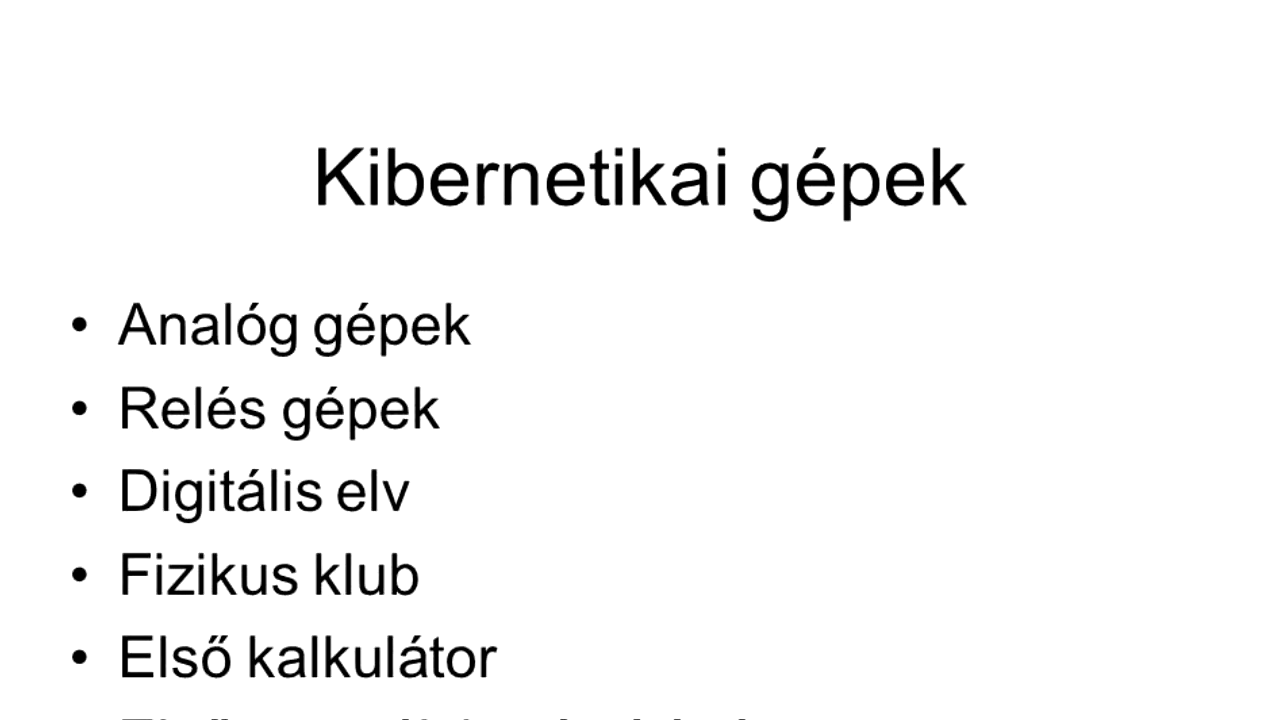 Kibernetikai gépek
• Analóg gépek
• Relés gépek
• Digitális elv
• Fizikus klub
• Első kalkulátor